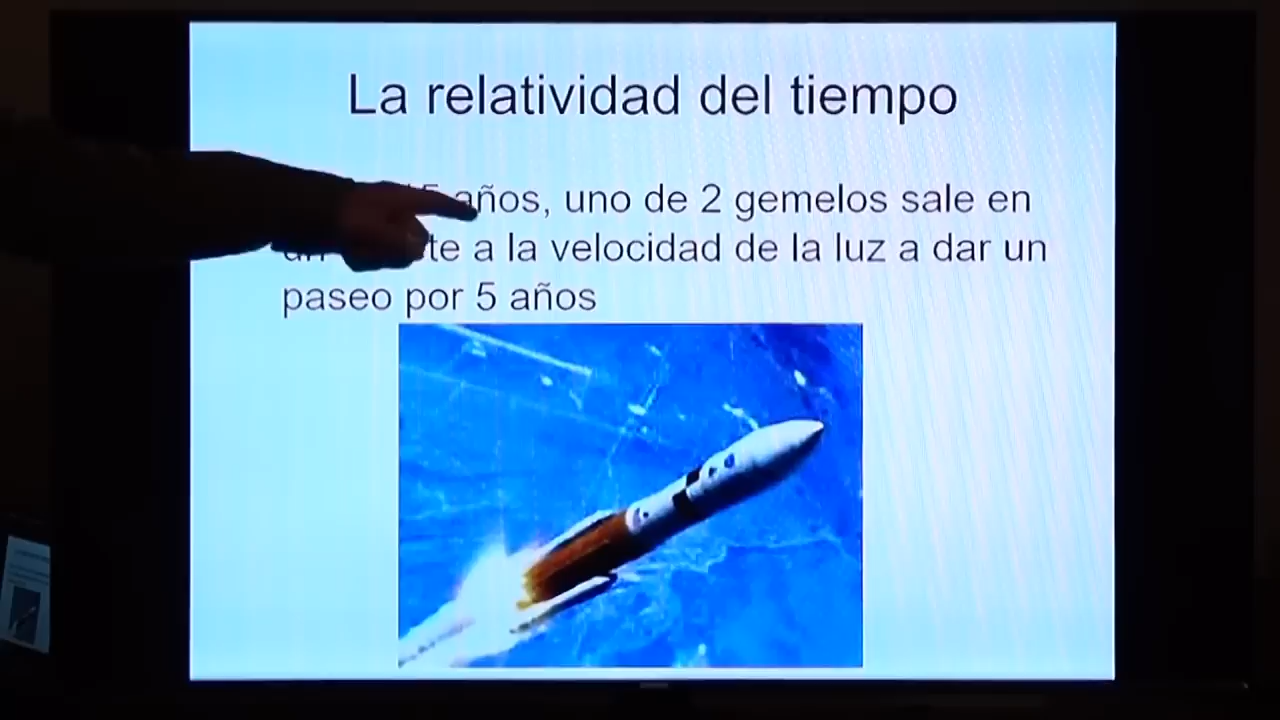 La relatividad del tiempo
años, uno de 2 gemelos sale en
a la velocidad de la luz a dar un
paseo por 5 años